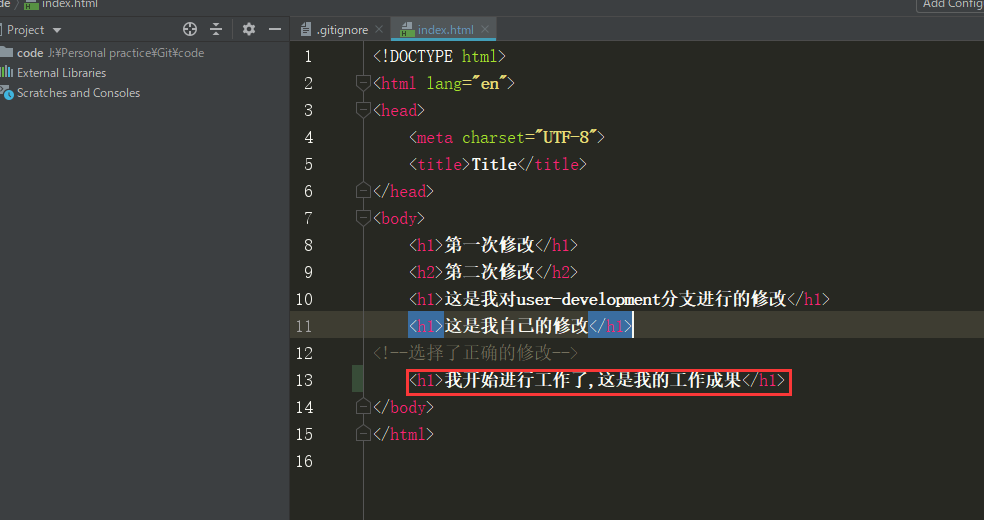 de index.html Add Config
Project .gitignore index.html
code J:¥Personal practice¥Git¥code
External Libraries
Scratches and Consoles
1 <!DOCTYPE html>
2 <html lang="en">
3 <head>
4 <meta charset="UTF-8">
5 <title>Title</title>
6 </head>
7 <body>
8 <h1>第一次修改</h1>
9 <h2>第二次修改</h2>
10 <h1>这是我对user-development分支进行的修改</h1>
11 <h1>这是我自己的修改</h1>
12 <!--选择了正确的修改-->
13 <h1>我开始进行工作了,这是我的工作成果</h1>
14 </body>
15 </html>
16